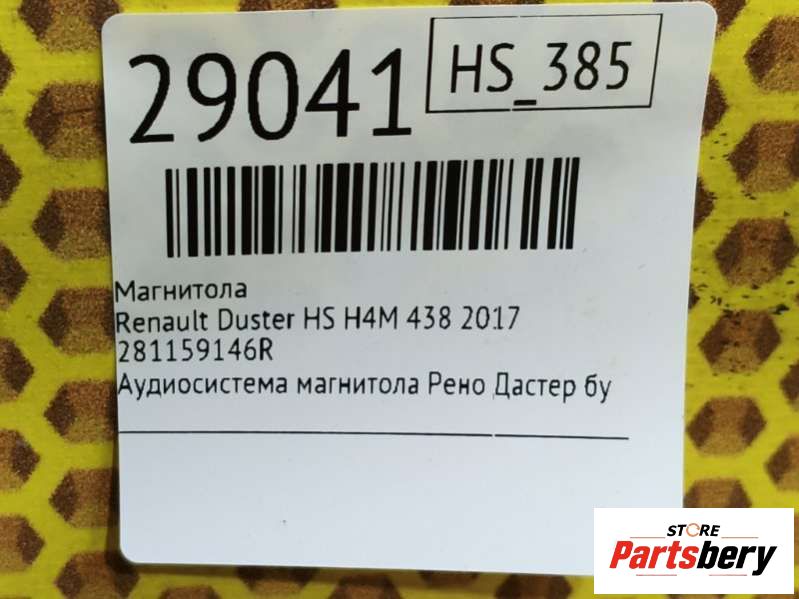 29041
HS_385
Магнитола
Renault Duster HS H4M 438 2017
281159146R
Аудиосистема магнитола Рено Дастер бу
STORE
Partsbery